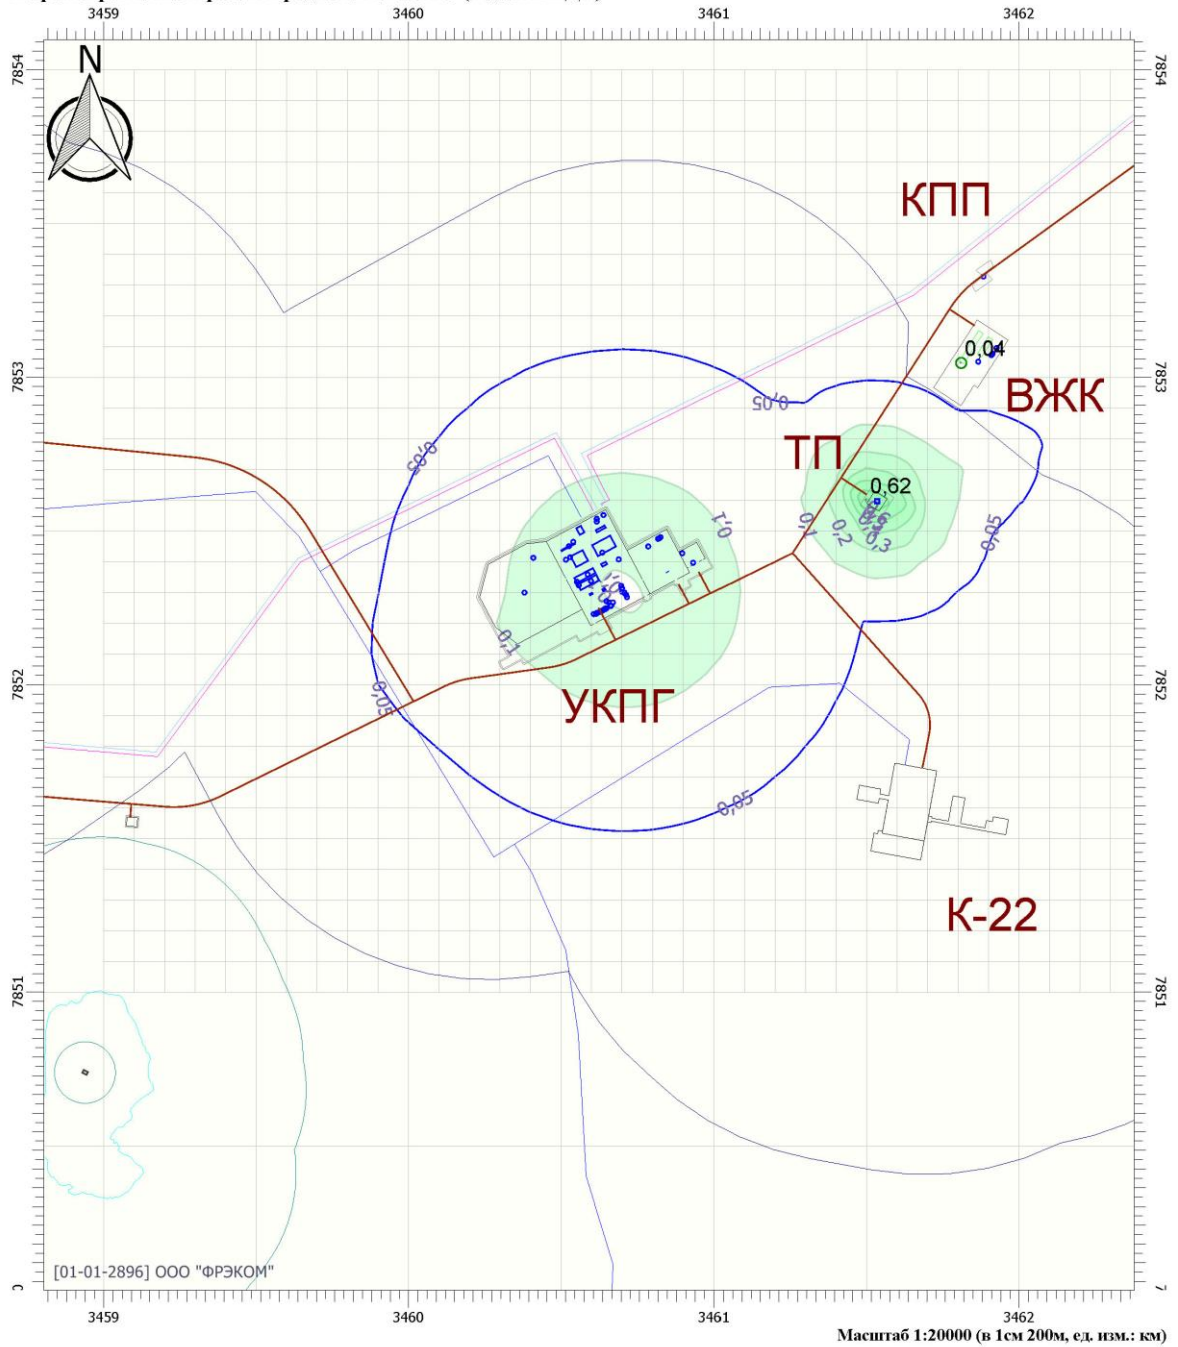 3459 3460 3461 3462
7854 7854
N
КПП
7853 0,04 7853
ВЖК
0,05
0,05
ТП
0,62
0,1
0,1
0,2
0,3
0,05
0,1
7852 0,05 7852
УКПГ
0,05
К-22
7851 7851
[01-01-2896] ООО "ФРЭКОМ"
3459 3460 3461 3462
Масштаб 1:20000 (в 1см 200м, ед. изм.: км)